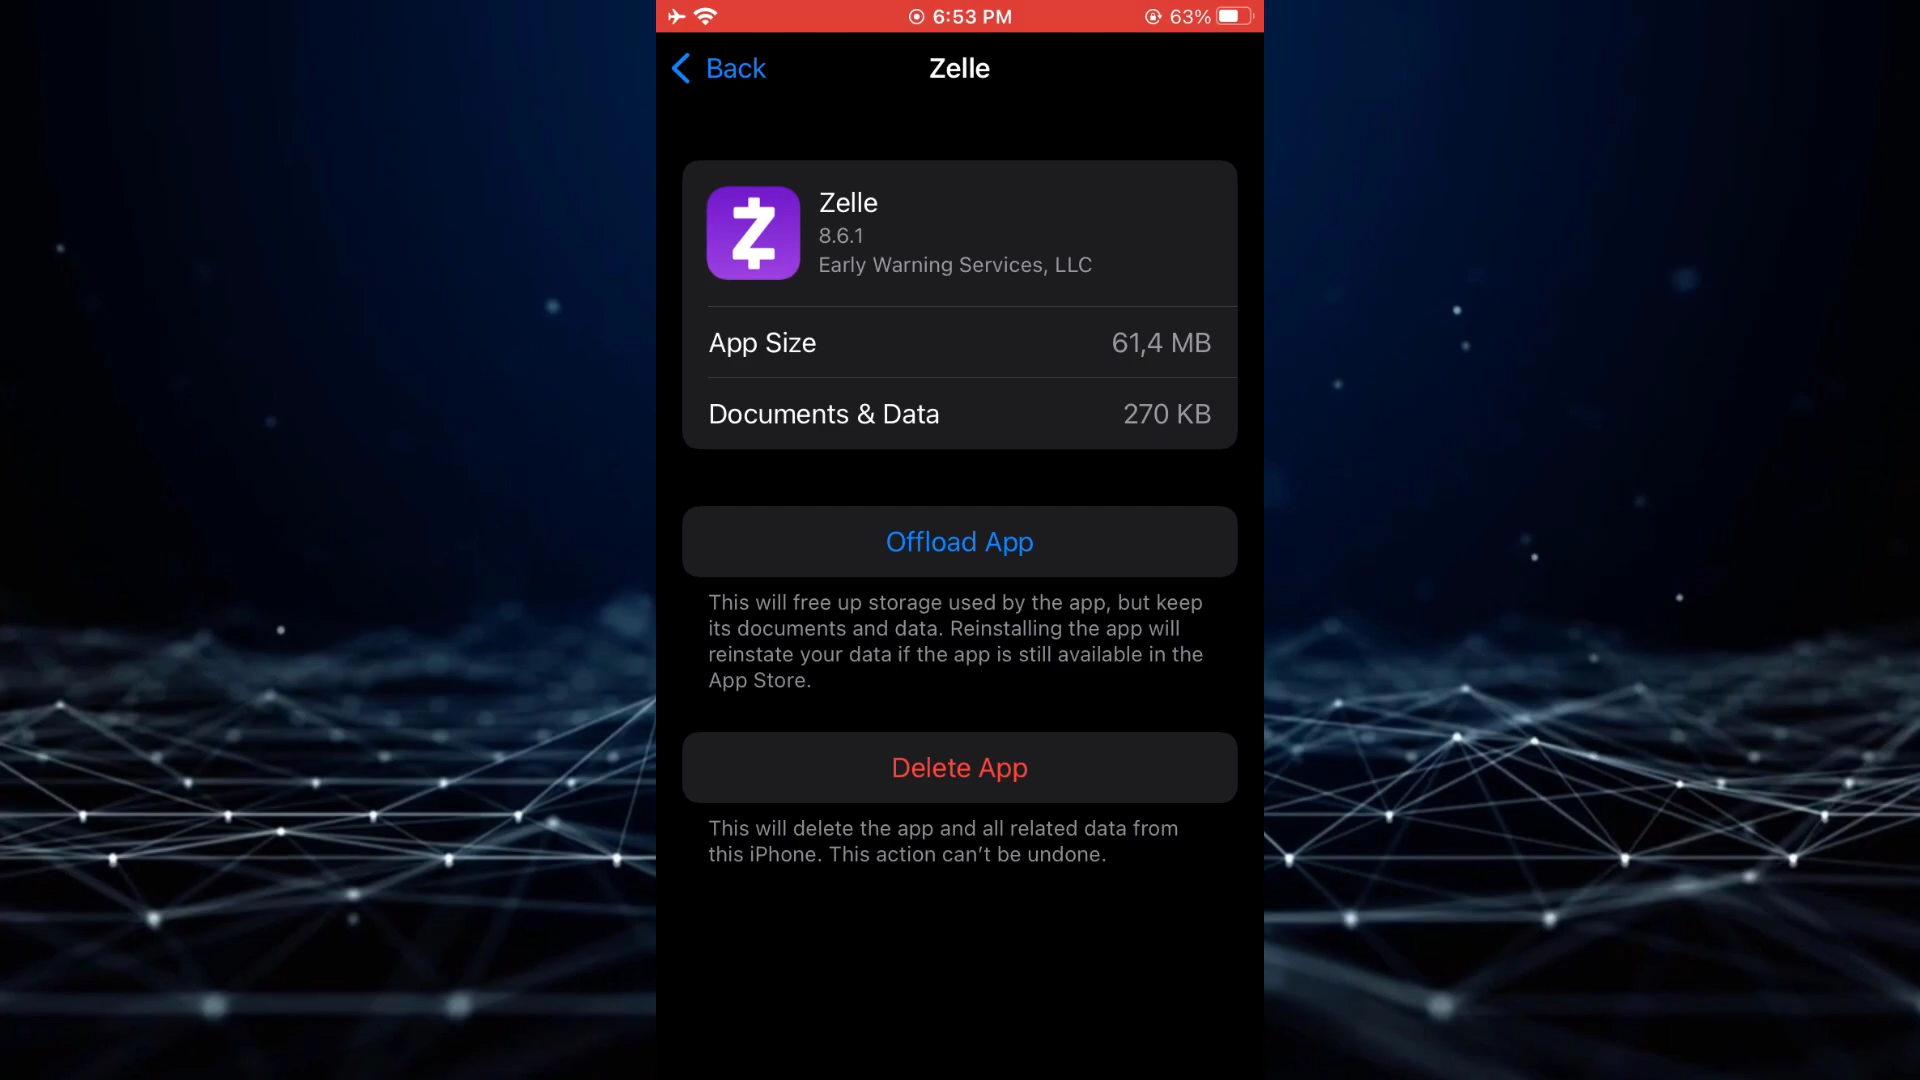 6:53 PM
63%
Back
Zelle
Zelle
8.6.1
Early Warning Services, LLC
App Size
61,4 MB
Documents & Data
270 KB
Offload App
This will free up storage used by the app, but keep
its documents and data. Reinstalling the app will
reinstate your data if the app is still available in the
App Store.
Delete App
This will delete the app and all related data from
this iPhone. This action can’t be undone.